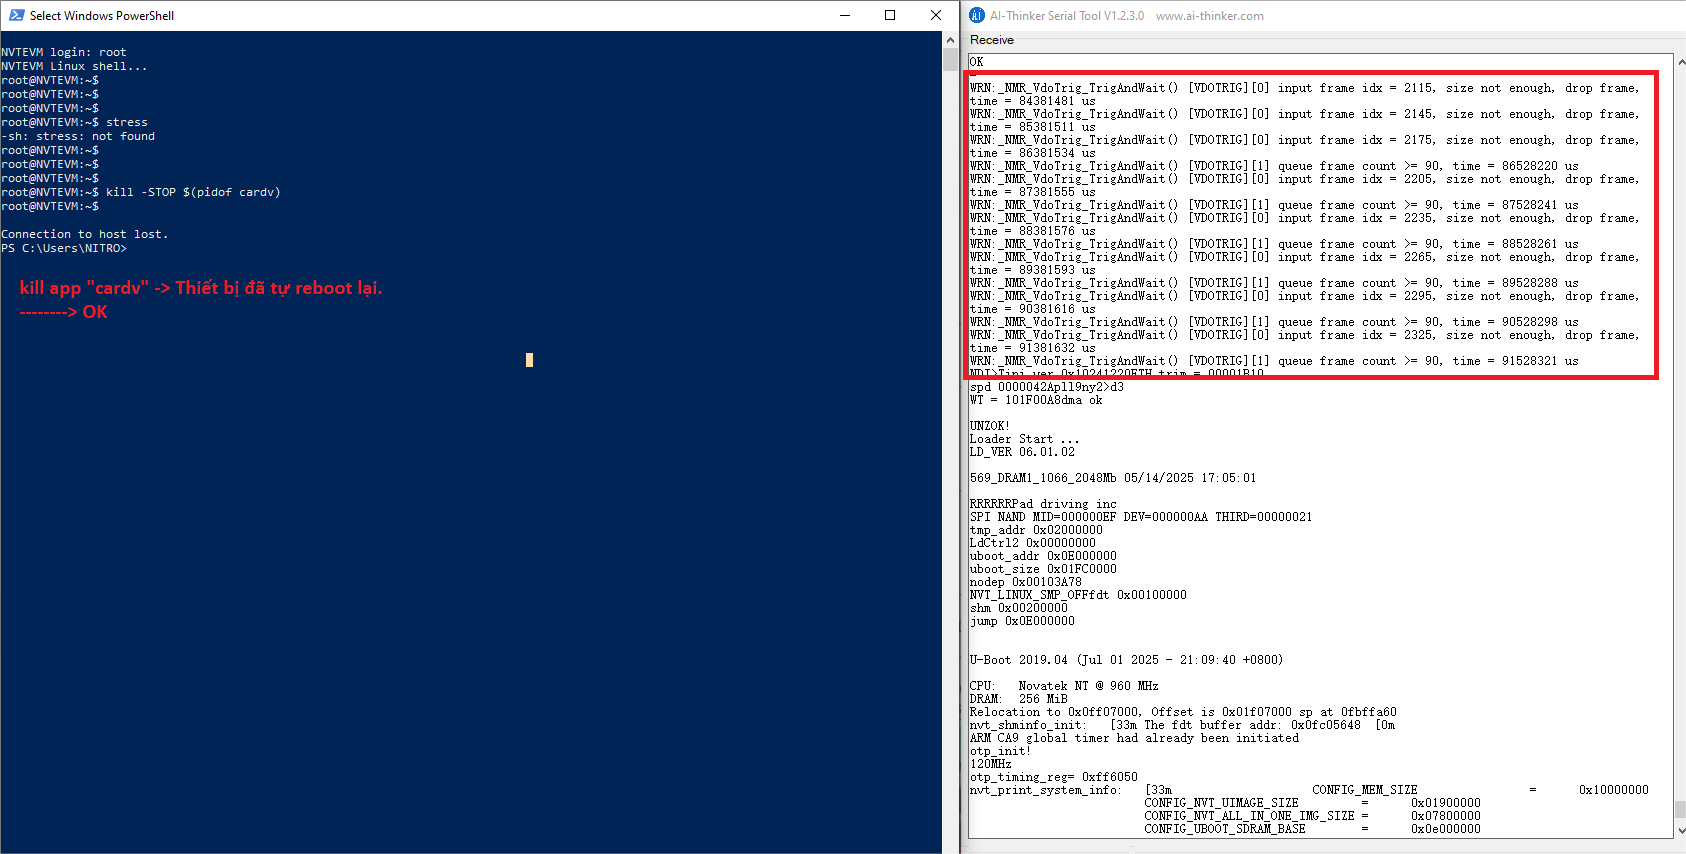 Select Windows PowerShell
NVTEVM login: root
NVTEVM Linux shell...
root@NVTEVM:~$
root@NVTEVM:~$
root@NVTEVM:~$
root@NVTEVM:~$ stress
-sh: stress: not found
root@NVTEVM:~$
root@NVTEVM:~$
root@NVTEVM:~$
root@NVTEVM:~$ kill -STOP $(pidof cardv)
root@NVTEVM:~$
Connection to host lost.
PS C:\Users\NITRO>
kill app "cardv" -> Thiết bị đã tự reboot lại.
--------> OK
AI-Thinker Serial Tool V1.2.3.0 www.ai-thinker.com
Receive
OK
WRN:_NMR_VdoTrig_TrigAndWait() [VDOTRIG][0] input frame idx = 2115, size not enough, drop frame,
time = 84381481 us
WRN:_NMR_VdoTrig_TrigAndWait() [VDOTRIG][0] input frame idx = 2145, size not enough, drop frame,
time = 85381511 us
WRN:_NMR_VdoTrig_TrigAndWait() [VDOTRIG][0] input frame idx = 2175, size not enough, drop frame,
time = 86381534 us
WRN:_NMR_VdoTrig_TrigAndWait() [VDOTRIG][1] queue frame count >= 90, time = 86528220 us
WRN:_NMR_VdoTrig_TrigAndWait() [VDOTRIG][0] input frame idx = 2205, size not enough, drop frame,
time = 87381555 us
WRN:_NMR_VdoTrig_TrigAndWait() [VDOTRIG][1] queue frame count >= 90, time = 87528241 us
WRN:_NMR_VdoTrig_TrigAndWait() [VDOTRIG][0] input frame idx = 2235, size not enough, drop frame,
time = 88381576 us
WRN:_NMR_VdoTrig_TrigAndWait() [VDOTRIG][1] queue frame count >= 90, time = 88528261 us
WRN:_NMR_VdoTrig_TrigAndWait() [VDOTRIG][0] input frame idx = 2265, size not enough, drop frame,
time = 89381593 us
WRN:_NMR_VdoTrig_TrigAndWait() [VDOTRIG][1] queue frame count >= 90, time = 89528288 us
WRN:_NMR_VdoTrig_TrigAndWait() [VDOTRIG][0] input frame idx = 2295, size not enough, drop frame,
time = 90381616 us
WRN:_NMR_VdoTrig_TrigAndWait() [VDOTRIG][1] queue frame count >= 90, time = 90528298 us
WRN:_NMR_VdoTrig_TrigAndWait() [VDOTRIG][0] input frame idx = 2325, size not enough, drop frame,
time = 91381632 us
WRN:_NMR_VdoTrig_TrigAndWait() [VDOTRIG][1] queue frame count >= 90, time = 91528321 us
NDI>Tini ver 0x10241220ETH trim = 00001B10
spd 0000042Apll9ny2>d3
WT = 101F00A8dma ok
UNZOK!
Loader Start ...
LD_VER 06.01.02
569_DRAM1_1066_2048Mb 05/14/2025 17:05:01
RRRRRRPad driving inc
SPI NAND MID=000000EF DEV=000000AA THIRD=00000021
tmp_addr 0x02000000
LdCtrl2 0x00000000
uboot_addr 0x0E000000
uboot_size 0x01FC0000
nodep 0x00103A78
NVT_LINUX_SMP_OFFfdt 0x00100000
shm 0x00200000
jump 0x0E000000
U-Boot 2019.04 (Jul 01 2025 - 21:09:40 +0800)
CPU: Novatek NT @ 960 MHz
DRAM: 256 MiB
Relocation to 0x0ff07000, Offset is 0x01f07000 sp at 0fbffa60
nvt_shminfo_init: [33m The fdt buffer addr: 0x0fc05648 [0m
ARM CA9 global timer had already been initiated
otp_init!
120MHz
otp_timing_reg= 0xff6050
nvt_print_system_info: [33m CONFIG_MEM_SIZE = 0x10000000
CONFIG_NVT_UIMAGE_SIZE = 0x01900000
CONFIG_NVT_ALL_IN_ONE_IMG_SIZE = 0x07800000
CONFIG_UBOOT_SDRAM_BASE = 0x0e000000